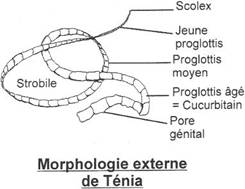 Scolex
Jeune
proglottis
Proglottis
moyen
Strobile
Proglottis âgé
= Cucurbitain
Pore
génital
Morphologie externe
de Ténia